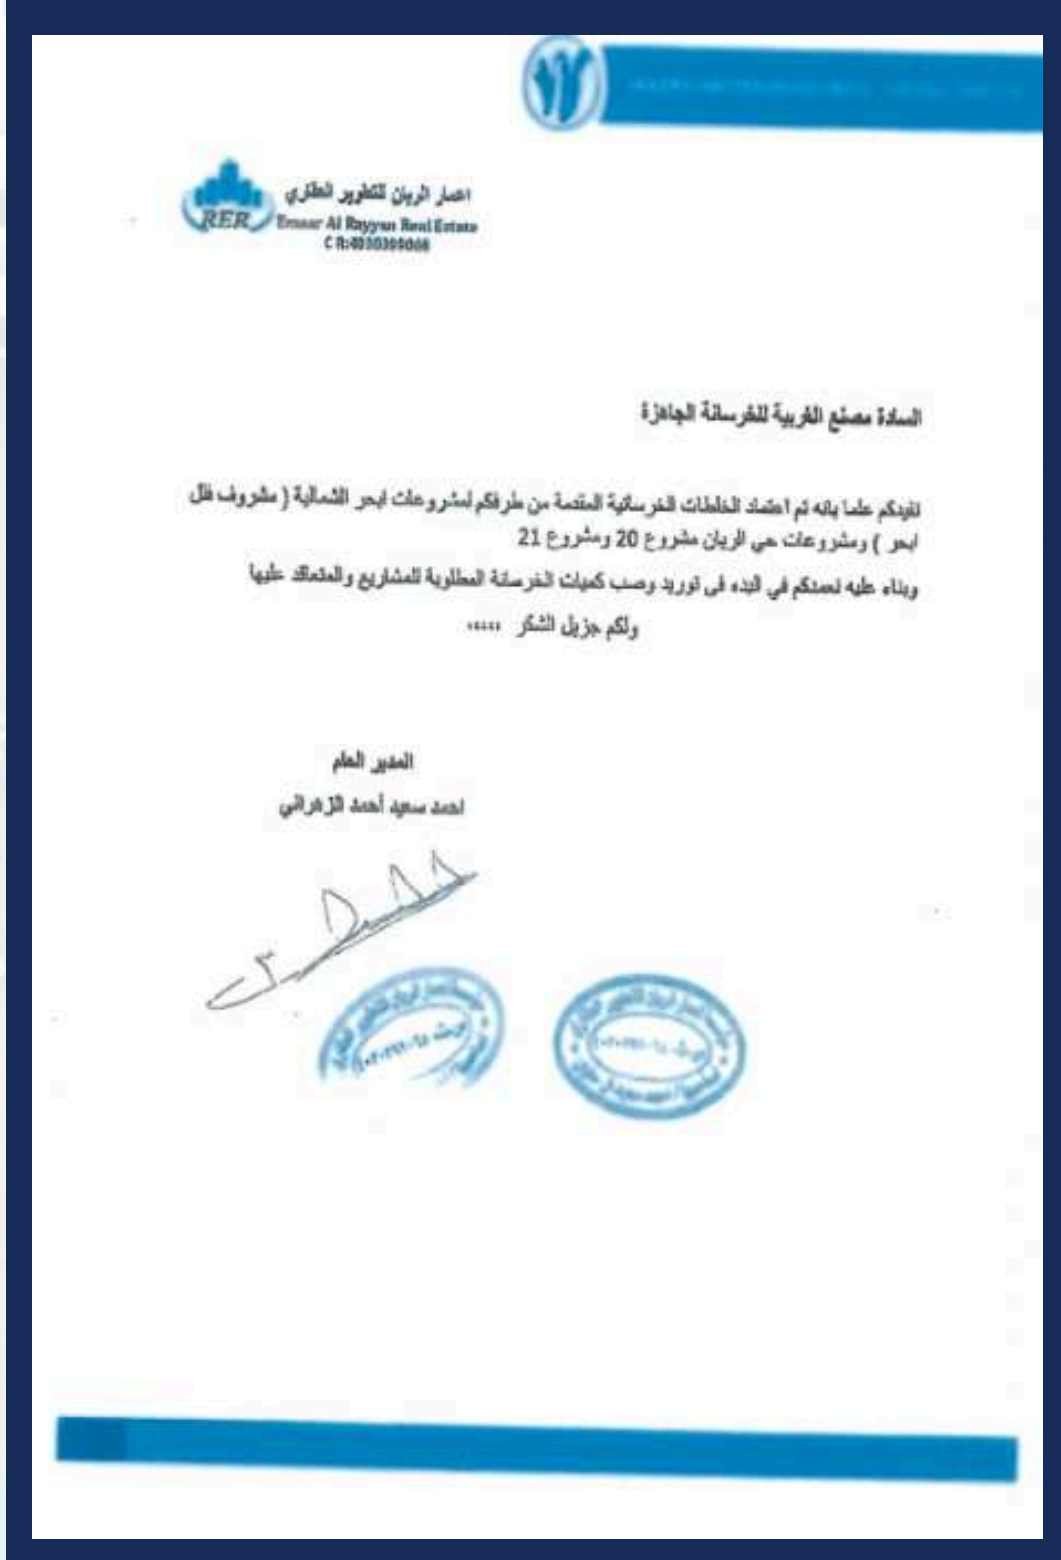 اعمار الريان للتطوير العقاري
RER
Emaar Al Rayyan Real Estate
السادة مصنع الغربية للخرسانة الجاهزة
نفيدكم علما بانه تم اعتماد الخلطات الخرسانية المقدمة من طرفكم لمشروعات ابحر الشمالية ( مشروف فلل
ابحر ) ومشروعات حي الريان مشروع 20 ومشروع 21
وبناء عليه نعمدكم في البدء في توريد وصب كميات الخرسانة المطلوبة للمشاريع والمتعاقد عليها
ولكم جزيل الشكر ،،،،،
المدير العام
احمد سعيد أحمد الزهراني